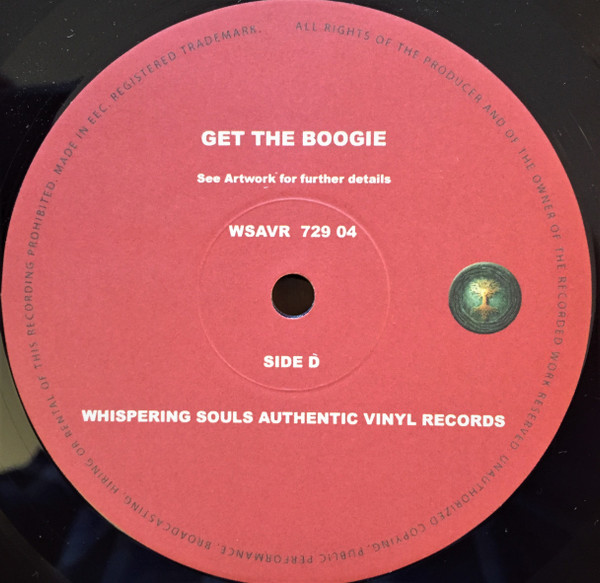 GET THE BOOGIE
See Artwork for further details
WSAVR 729 04
SIDE D
WHISPERING SOULS AUTHENTIC VINYL RECORDS
ALL RIGHTS OF THE PRODUCER AND OF THE OWNER OF THE RECORDED WORK RESERVED. UNAUTHORIZED COPYING, PUBLIC PERFORMANCE, BROADCASTING, HIRING OR RENTAL OF THIS RECORDING PROHIBITED. MADE IN EEC. REGISTERED TRADEMARK.